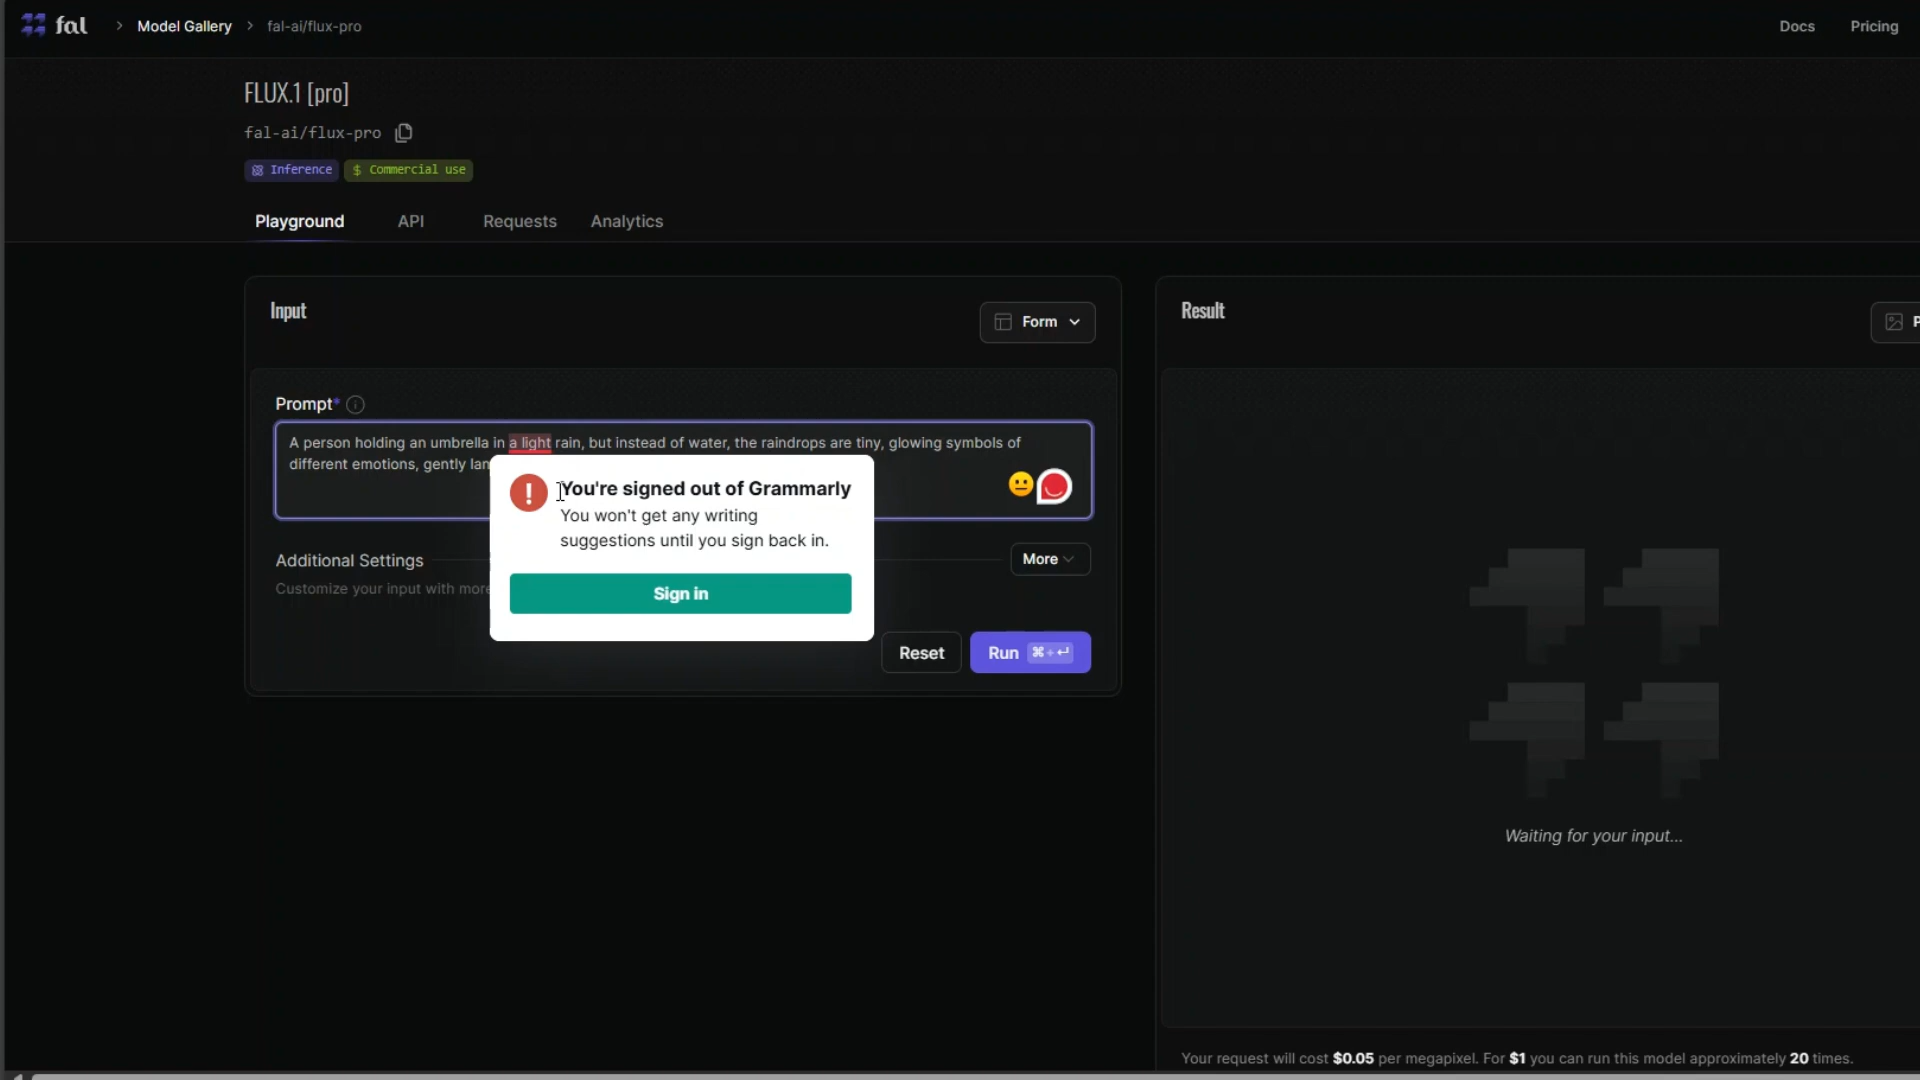 fal > Model Gallery > fal-ai/flux-pro Docs Pricing
FLUX.1 [pro]
fal-ai/flux-pro
Inference $ Commercial use
Playground API Requests Analytics
Input
Form
Result
Prompt*
A person holding an umbrella in a light rain, but instead of water, the raindrops are tiny, glowing symbols of
different emotions, gently
You're signed out of Grammarly
You won't get any writing
suggestions until you sign back in.
Sign in
Additional Settings
More
Customize your input with more
Reset
Run ⌘+↵
Waiting for your input...
Your request will cost $0.05 per megapixel. For $1 you can run this model approximately 20 times.